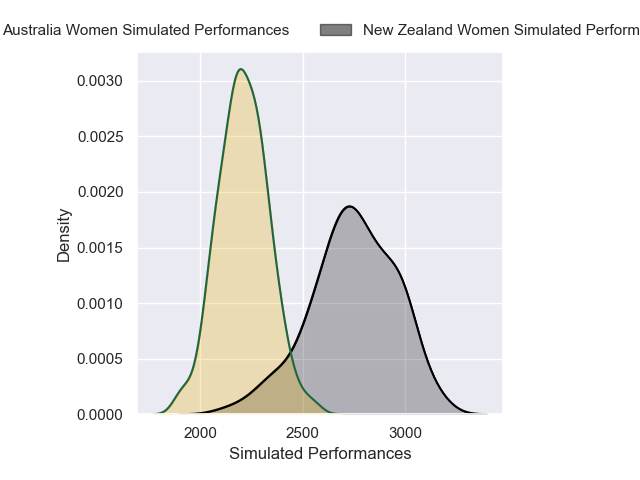 Australia Women Simulated Performances
New Zealand Women Simulated Perform
0.0030
0.0025
0.0020
0.0015
0.0010
0.0005
0.0000
Density
2000 2500 3000
Simulated Performances